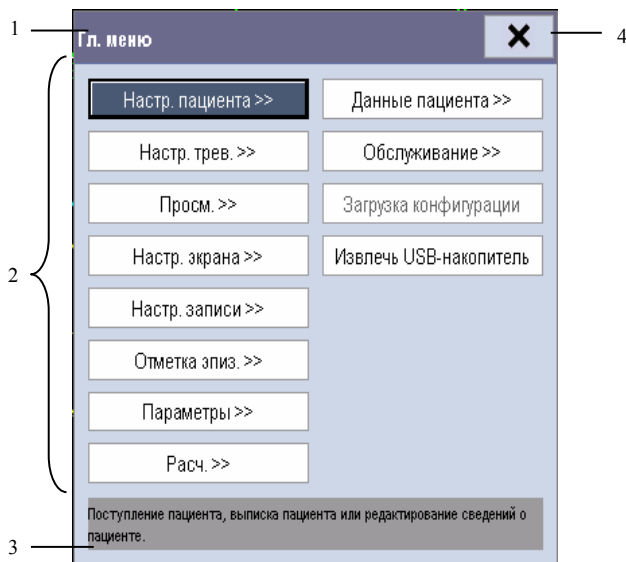 1
Гл. меню
4
2
Настр. пациента >>
Данные пациента >>
Настр. трев. >>
Обслуживание >>
Просм. >>
Загрузка конфигурации
Настр. экрана >>
Извлечь USB-накопитель
Настр. записи >>
Отметка эпиз. >>
Параметры >>
Расч. >>
Поступление пациента, выписка пациента или редактирование сведений о
пациенте.
3